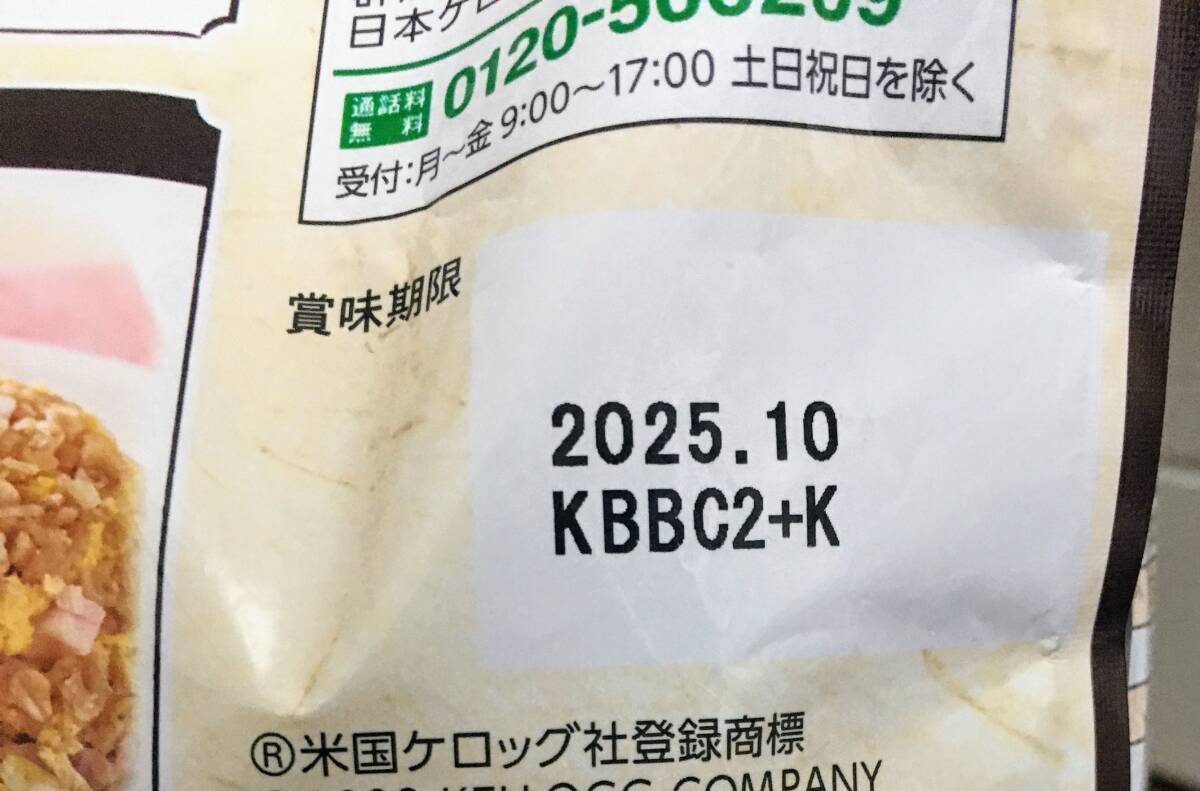 日本ケロ
0120-500209
通話料
無 料
受付:月〜金 9:00〜17:00 土日祝日を除く
賞味期限
2025.10
KBBC2+K
®米国ケロッグ社登録商標
KELLOGG COMPANY